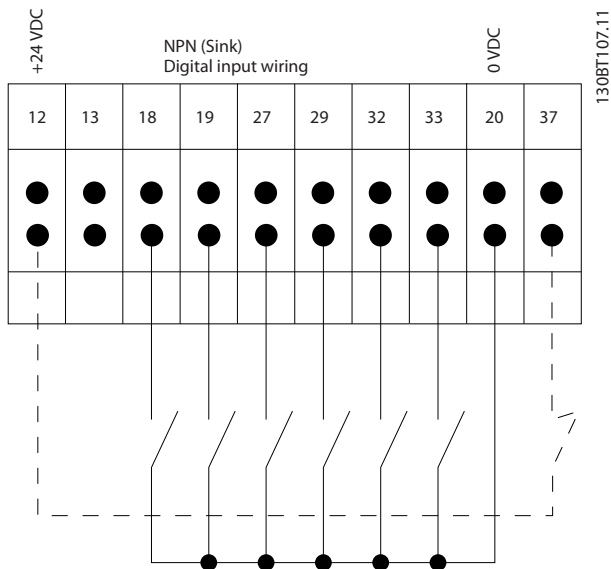 +24 VDC
NPN (Sink)
Digital input wiring
0 VDC
130BT107.11
12 13 18 19 27 29 32 33 20 37